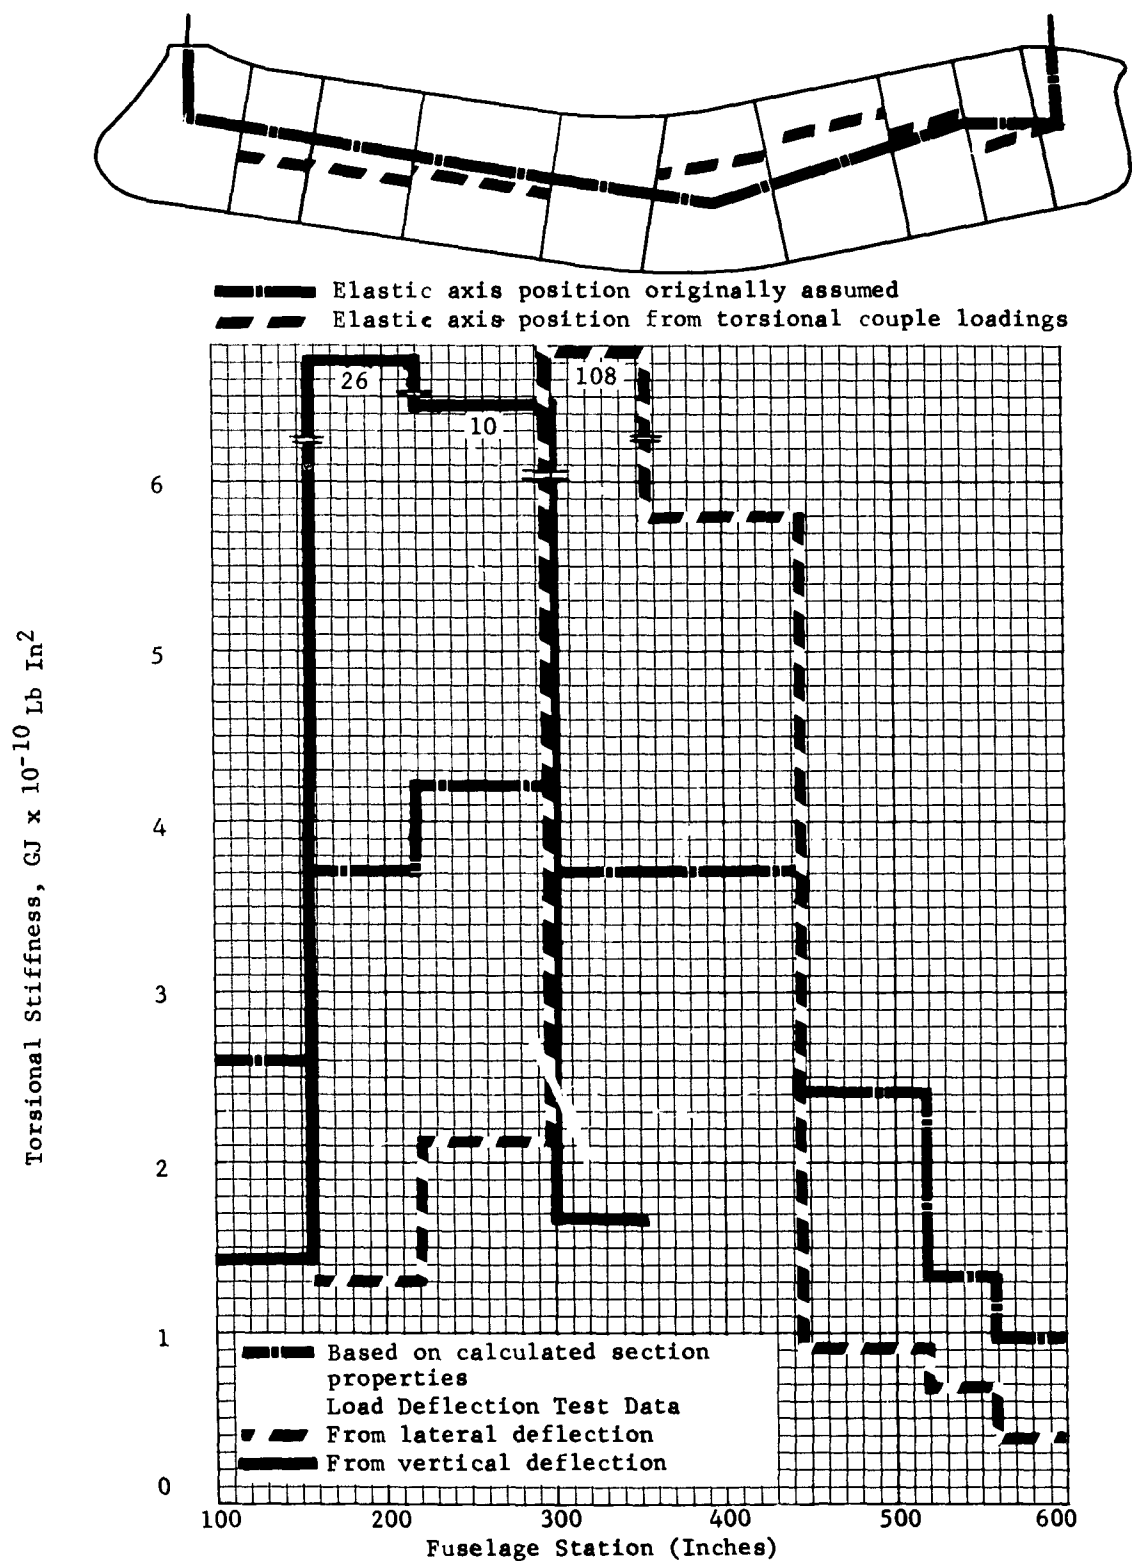 Elastic axis position originally assumed
Elastic axis position from torsional couple loadings
26
10
108
6
5
4
3
2
1
0
Torsional Stiffness, GJ x 10⁻¹⁰ Lb In²
Based on calculated section
properties
Load Deflection Test Data
From lateral deflection
From vertical deflection
100 200 300 400 500 600
Fuselage Station (Inches)